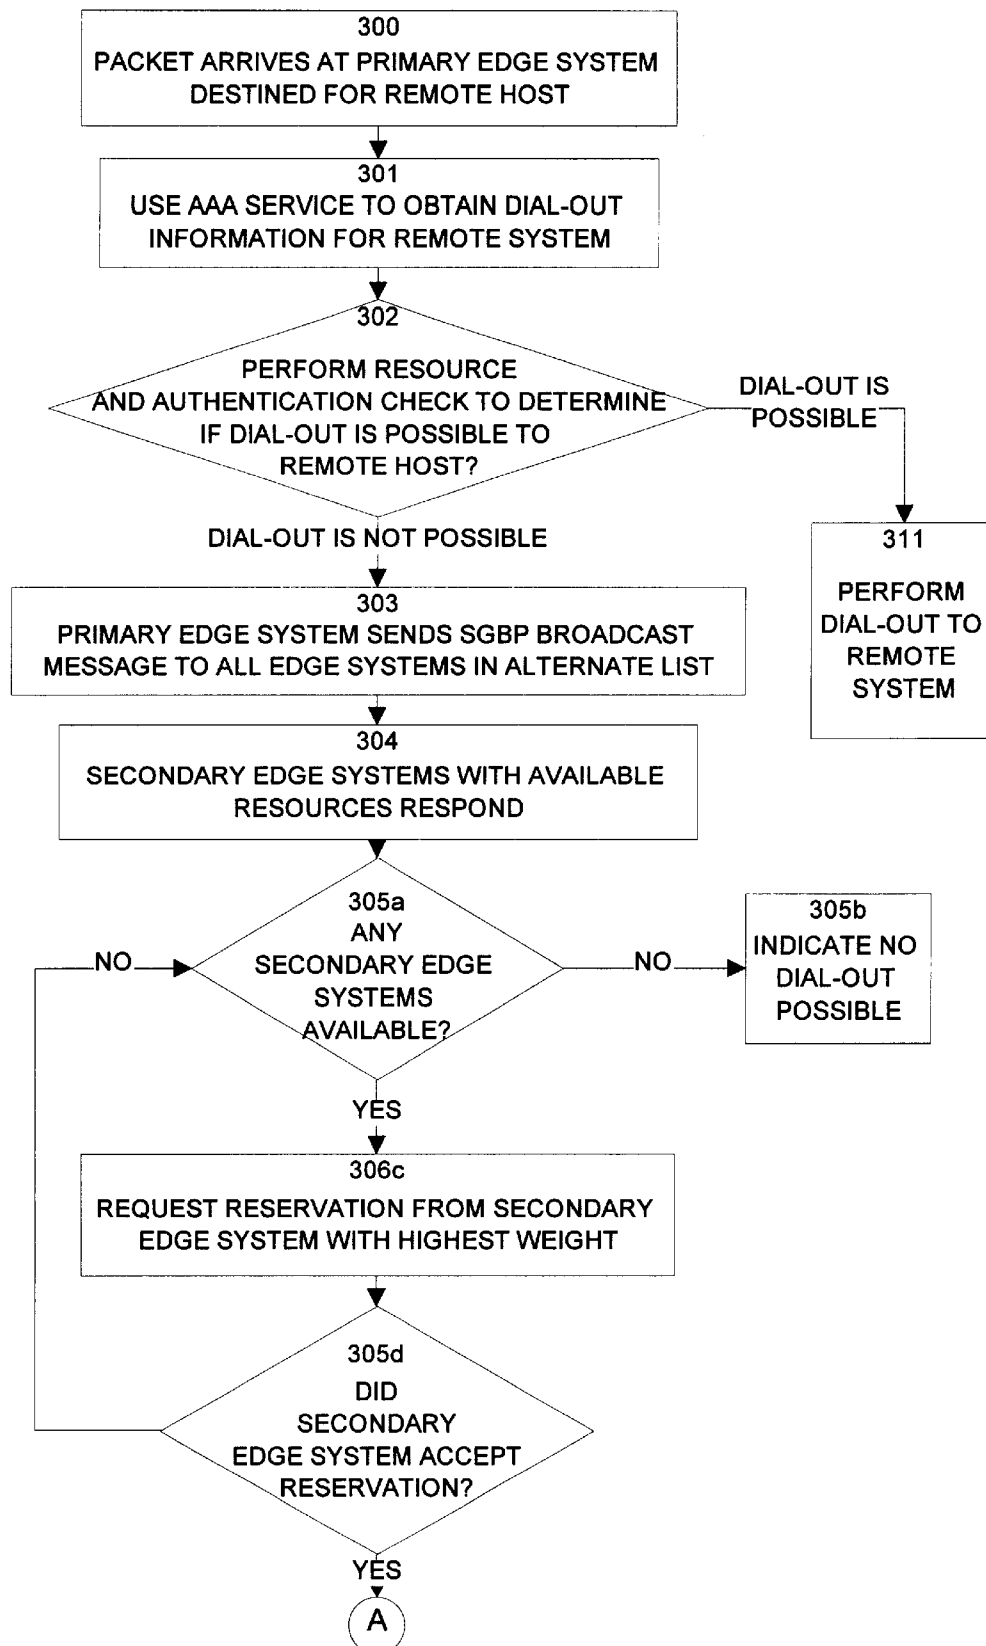 300
PACKET ARRIVES AT PRIMARY EDGE SYSTEM
DESTINED FOR REMOTE HOST
301
USE AAA SERVICE TO OBTAIN DIAL-OUT
INFORMATION FOR REMOTE SYSTEM
302
PERFORM RESOURCE
AND AUTHENTICATION CHECK TO DETERMINE
IF DIAL-OUT IS POSSIBLE TO
REMOTE HOST?
DIAL-OUT IS
POSSIBLE
311
PERFORM
DIAL-OUT TO
REMOTE
SYSTEM
DIAL-OUT IS NOT POSSIBLE
303
PRIMARY EDGE SYSTEM SENDS SGBP BROADCAST
MESSAGE TO ALL EDGE SYSTEMS IN ALTERNATE LIST
304
SECONDARY EDGE SYSTEMS WITH AVAILABLE
RESOURCES RESPOND
305a
ANY
SECONDARY EDGE
SYSTEMS
AVAILABLE?
NO
NO
305b
INDICATE NO
DIAL-OUT
POSSIBLE
YES
306c
REQUEST RESERVATION FROM SECONDARY
EDGE SYSTEM WITH HIGHEST WEIGHT
305d
DID
SECONDARY
EDGE SYSTEM ACCEPT
RESERVATION?
YES
A